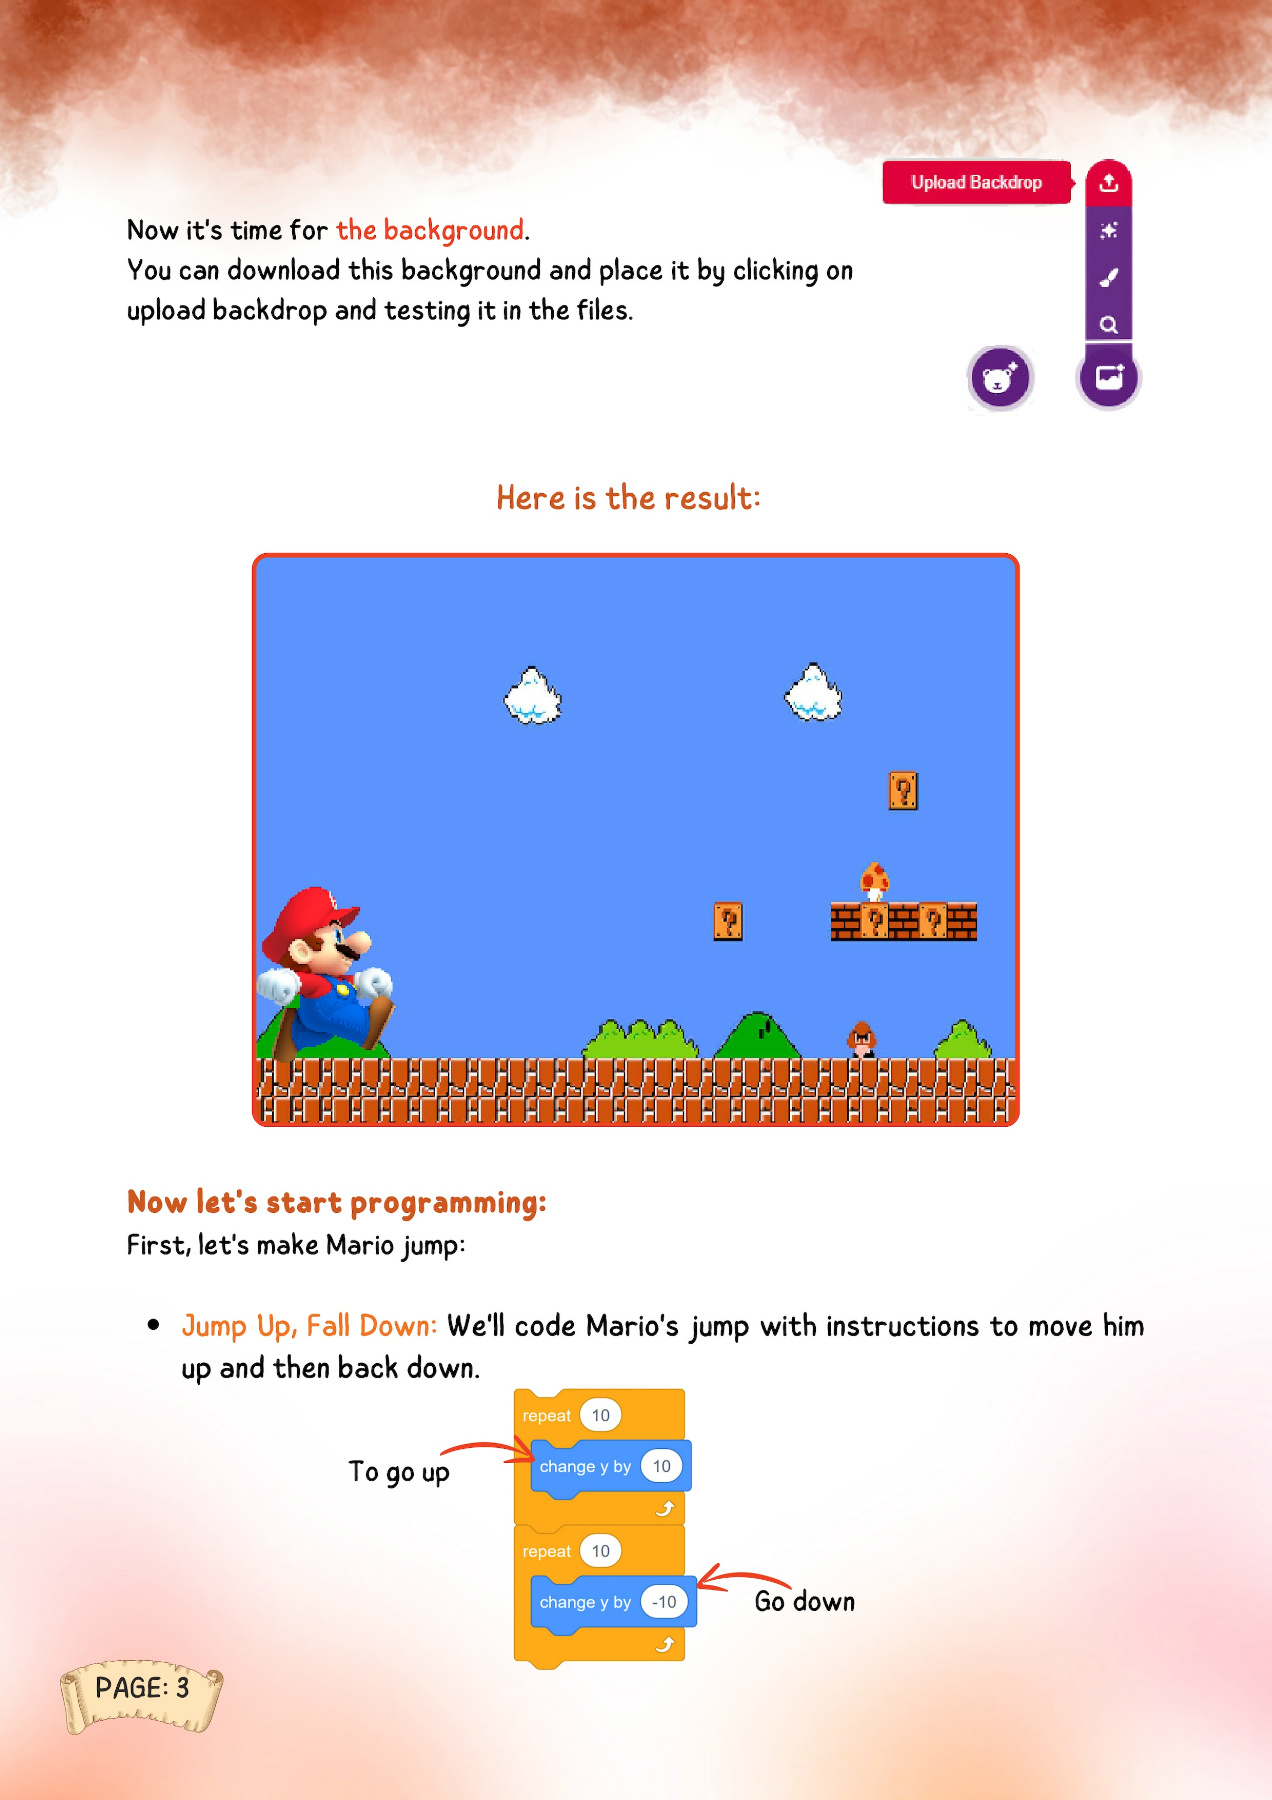 Upload Backdrop
Now it's time for the background.
You can download this background and place it by clicking on
upload backdrop and testing it in the files.
Here is the result:
?
?
?
?
Now let's start programming:
First, let's make Mario jump:
• Jump Up, Fall Down: We'll code Mario's jump with instructions to move him
up and then back down.
repeat 10
To go up
change y by 10
repeat 10
change y by -10
Go down
PAGE: 3